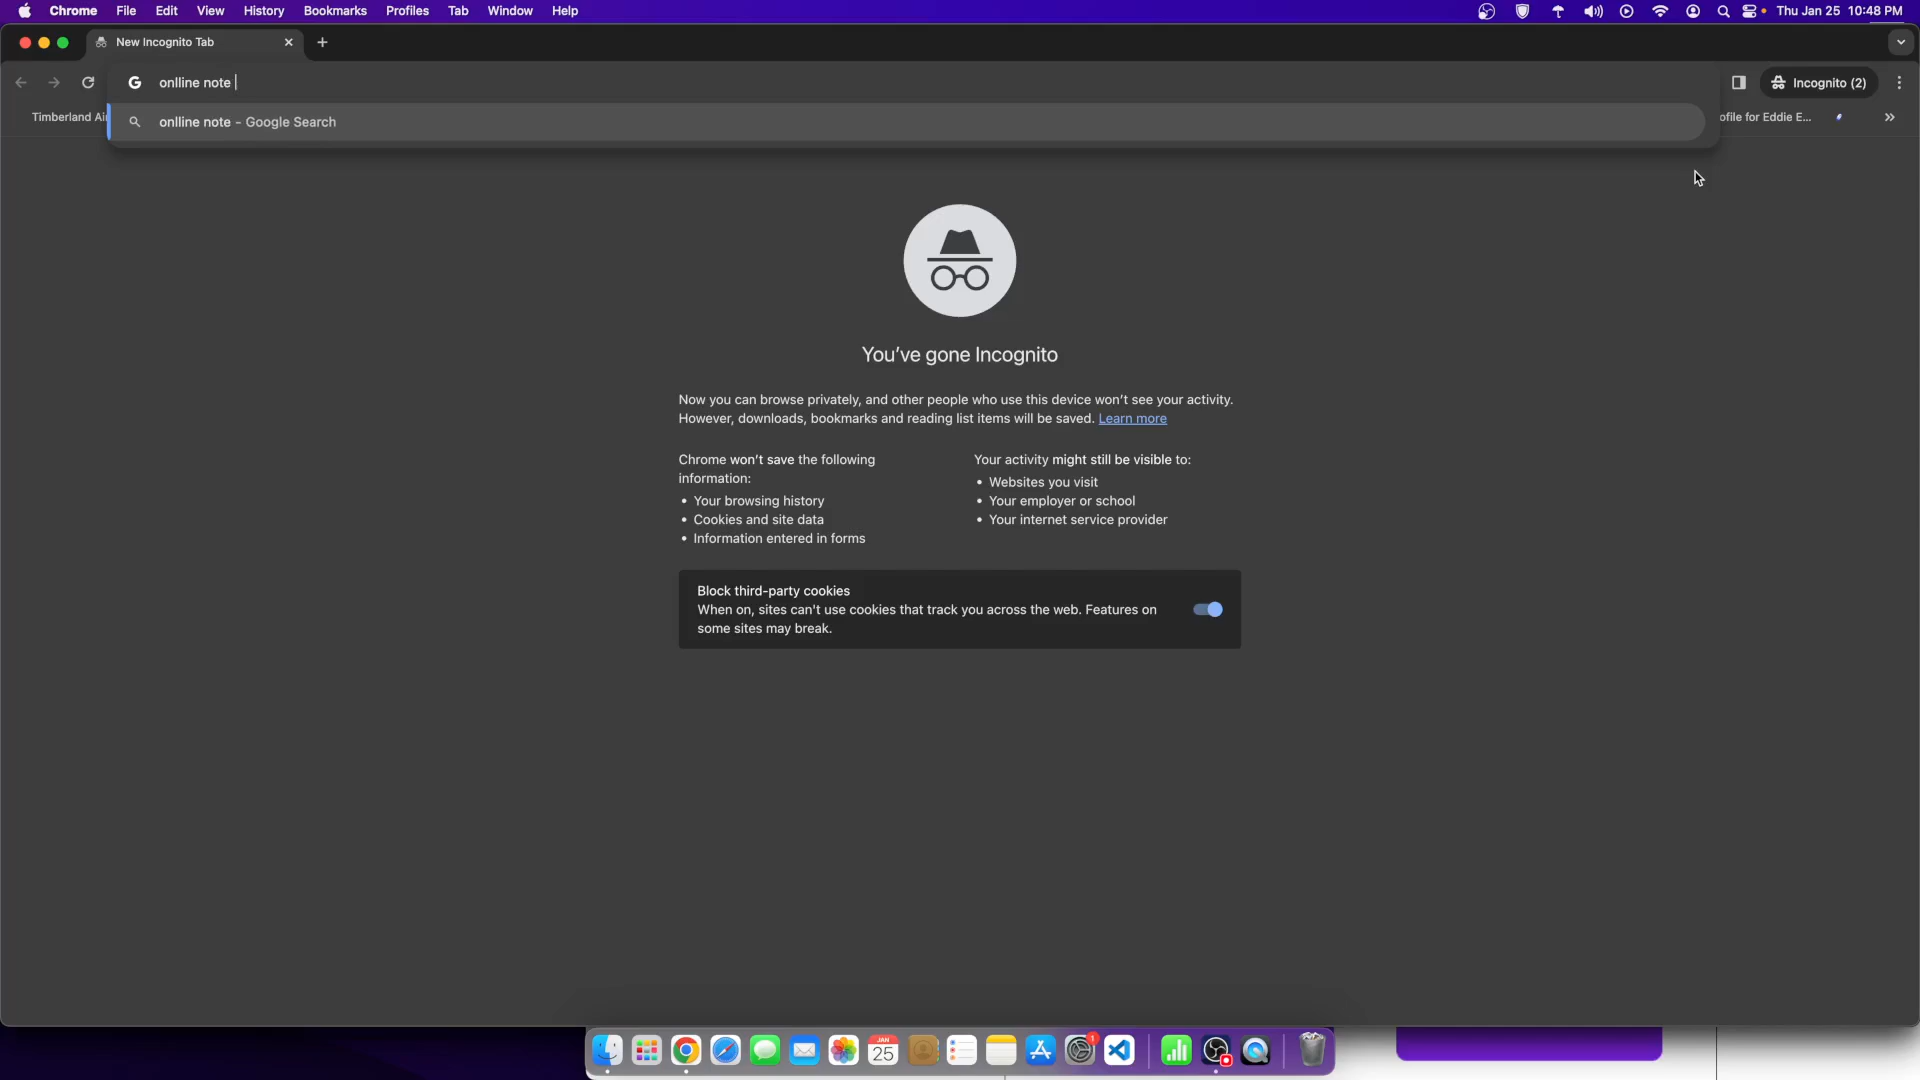 Chrome File Edit View History Bookmarks Profiles Tab Window Help Thu Jan 25 10:48 PM
New Incognito Tab
onlline note Incognito (2)
Timberland Ai ofile for Eddie E...
onlline note - Google Search
You've gone Incognito
Now you can browse privately, and other people who use this device won't see your activity.
However, downloads, bookmarks and reading list items will be saved. Learn more
Chrome won't save the following
information:
• Your browsing history
• Cookies and site data
• Information entered in forms
Your activity might still be visible to:
• Websites you visit
• Your employer or school
• Your internet service provider
Block third-party cookies
When on, sites can't use cookies that track you across the web. Features on
some sites may break.
JAN
25
1